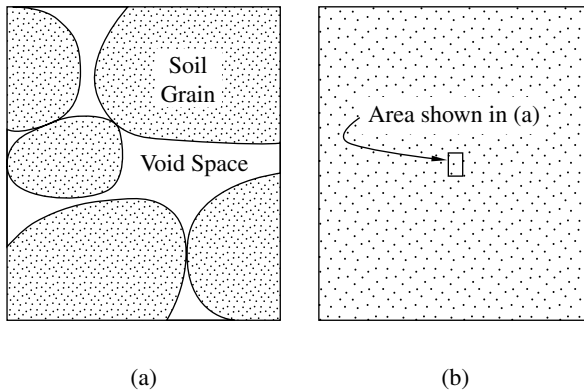 Soil
Grain
Void Space
Area shown in (a)
(a)
(b)